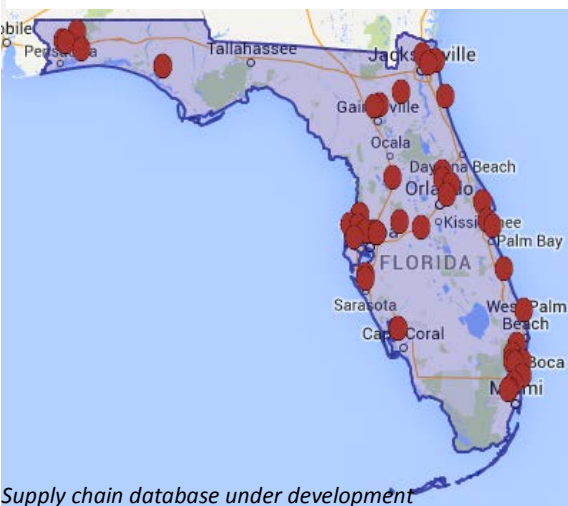 obile
Pensacola
Tallahassee
Jacksonville
Gainesville
Ocala
Daytona Beach
Orlando
Kissimmee
Palm Bay
FLORIDA
Sarasota
West Palm
Beach
Cape Coral
Boca
Miami
Supply chain database under development